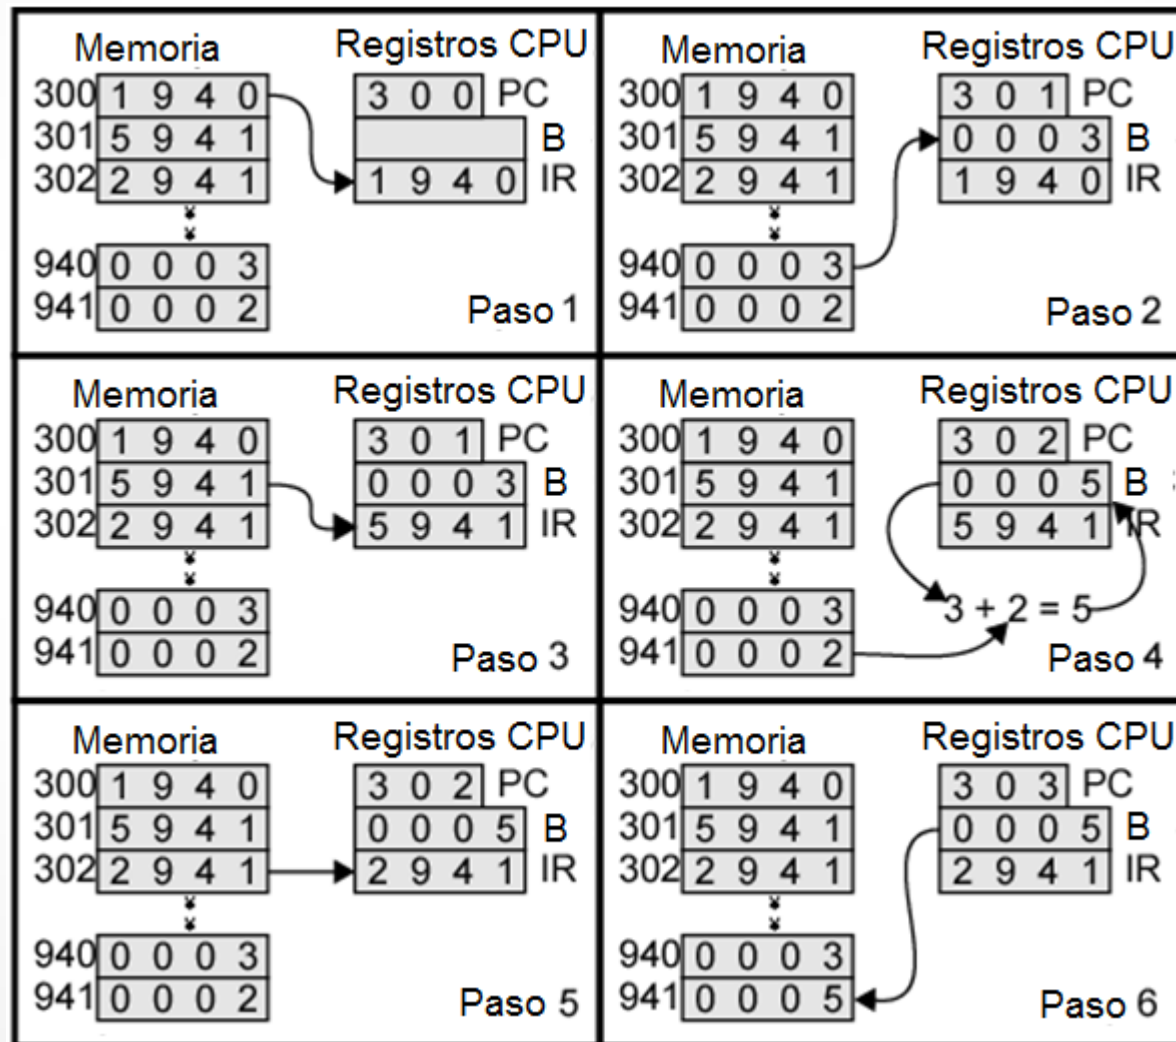 Memoria Registros CPU
300 1 9 4 0 3 0 0 PC
301 5 9 4 1 B
302 2 9 4 1 1 9 4 0 IR
940 0 0 0 3
941 0 0 0 2
Paso 1
Memoria Registros CPU
300 1 9 4 0 3 0 1 PC
301 5 9 4 1 0 0 0 3 B
302 2 9 4 1 1 9 4 0 IR
940 0 0 0 3
941 0 0 0 2
Paso 2
Memoria Registros CPU
300 1 9 4 0 3 0 1 PC
301 5 9 4 1 0 0 0 3 B
302 2 9 4 1 5 9 4 1 IR
940 0 0 0 3
941 0 0 0 2
Paso 3
Memoria Registros CPU
300 1 9 4 0 3 0 2 PC
301 5 9 4 1 0 0 0 5 B
302 2 9 4 1 5 9 4 1 IR
940 0 0 0 3 3 + 2 = 5
941 0 0 0 2
Paso 4
Memoria Registros CPU
300 1 9 4 0 3 0 2 PC
301 5 9 4 1 0 0 0 5 B
302 2 9 4 1 2 9 4 1 IR
940 0 0 0 3
941 0 0 0 2
Paso 5
Memoria Registros CPU
300 1 9 4 0 3 0 3 PC
301 5 9 4 1 0 0 0 5 B
302 2 9 4 1 2 9 4 1 IR
940 0 0 0 3
941 0 0 0 5
Paso 6